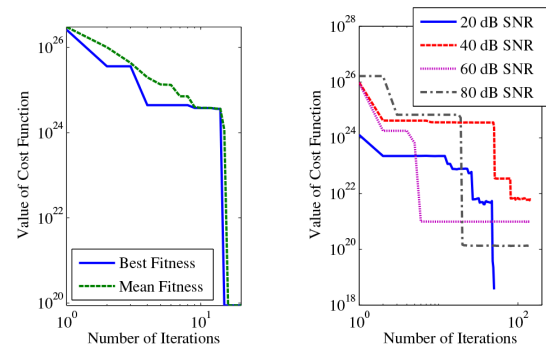 10^26
10^24
10^22
10^20
Value of Cost Function
10^0
10^1
Number of Iterations
Best Fitness
Mean Fitness
10^28
10^26
10^24
10^22
10^20
10^18
Value of Cost Function
10^0
10^2
Number of Iterations
20 dB SNR
40 dB SNR
60 dB SNR
80 dB SNR